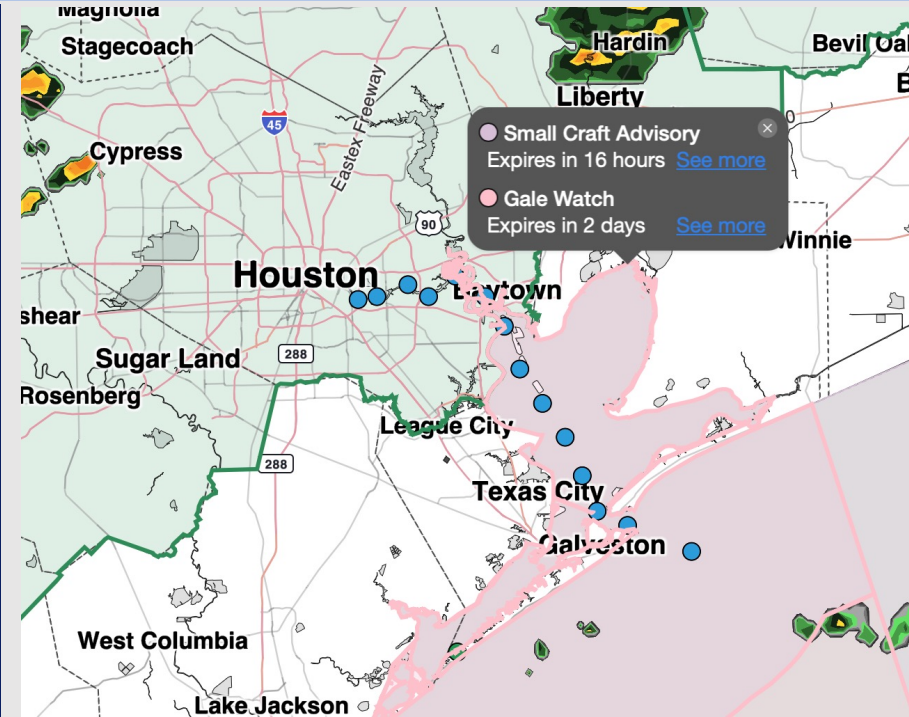 Magnolia
Stagecoach
Hardin
Bevil Oa
Liberty
45
Eastex Freeway
Cypress
Small Craft Advisory
Expires in 16 hours See more
Gale Watch
Expires in 2 days See more
90
Winnie
Houston
Baytown
shear
288
Sugar Land
Rosenberg
League City
288
Texas City
Galveston
West Columbia
Lake Jackson